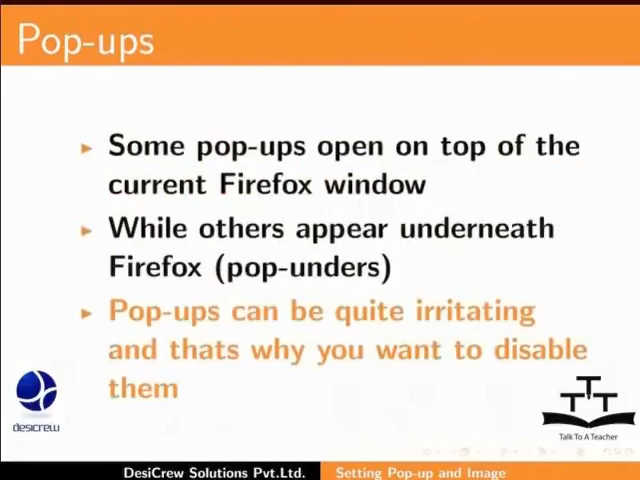 Pop-ups
Some pop-ups open on top of the
current Firefox window
While others appear underneath
Firefox (pop-unders)
Pop-ups can be quite irritating
and thats why you want to disable
them
desicrew
TTT
Talk To A Teacher
DesiCrew Solutions Pvt.Ltd.
Setting Pop-up and Image